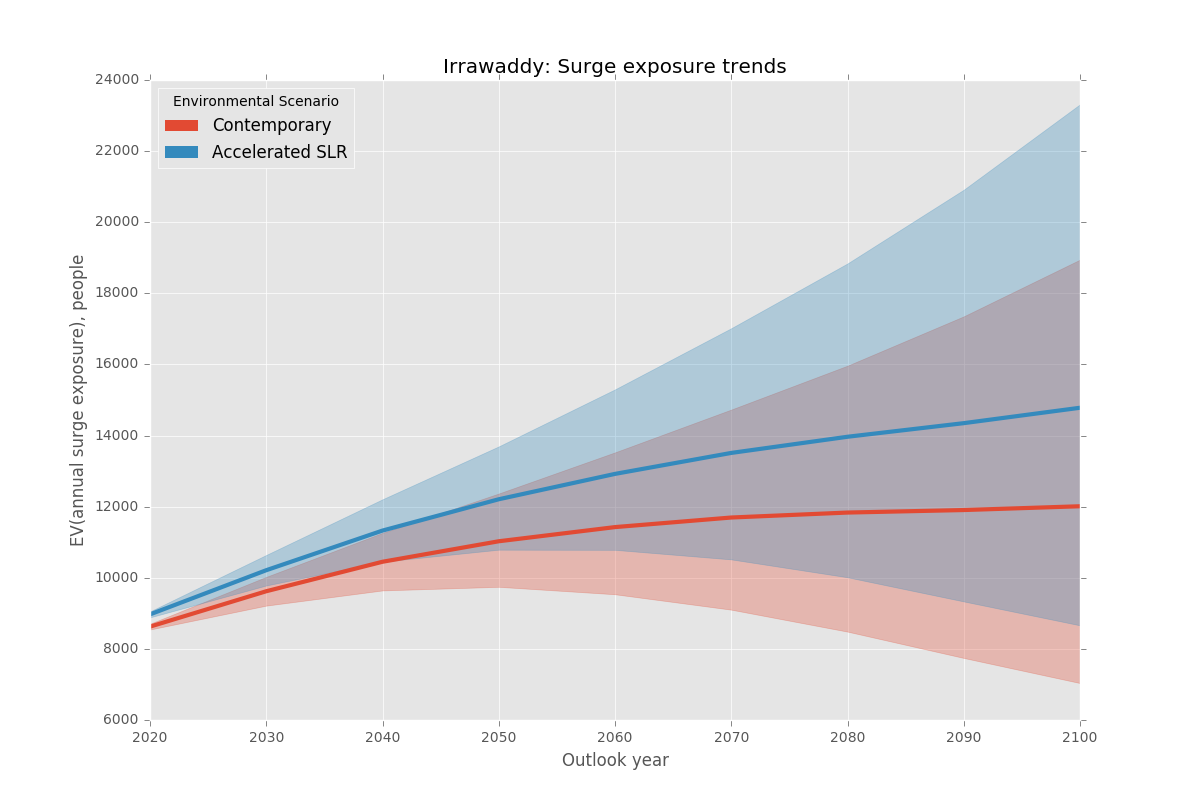 Irrawaddy: Surge exposure trends
Environmental Scenario
Contemporary
Accelerated SLR
EV(annual surge exposure), people
24000
22000
20000
18000
16000
14000
12000
10000
8000
6000
2020 2030 2040 2050 2060 2070 2080 2090 2100
Outlook year